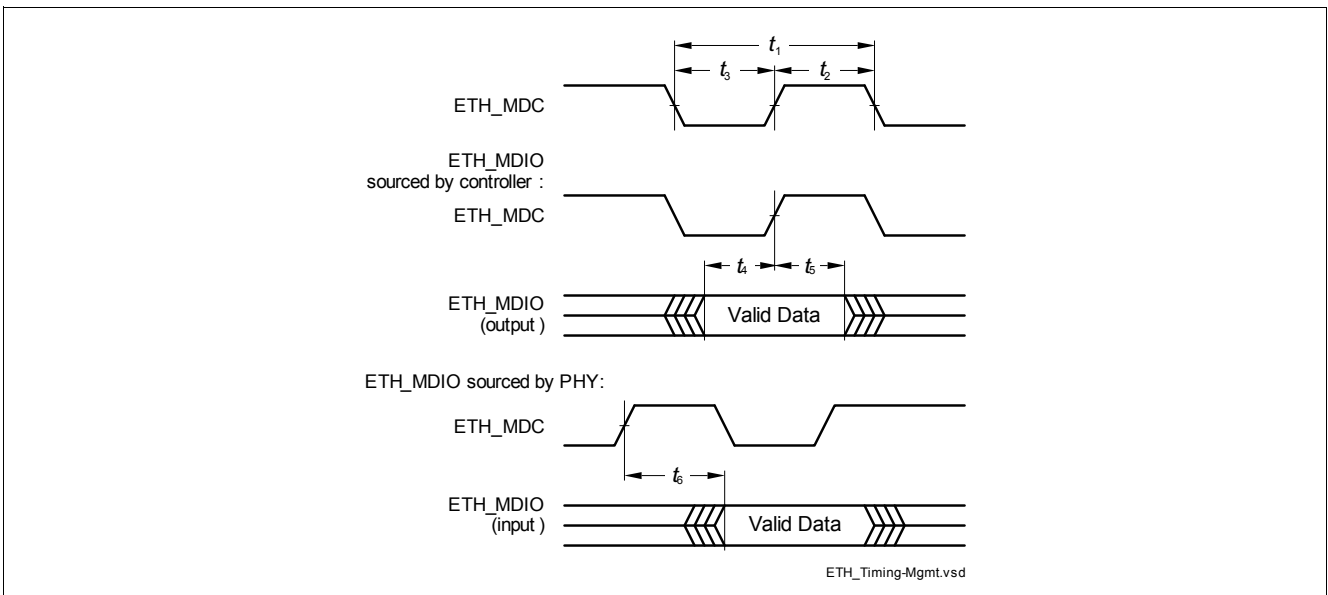 t1
t3 t2
ETH_MDC
ETH_MDIO
sourced by controller :
ETH_MDC
t4 t5
ETH_MDIO
(output )
Valid Data
ETH_MDIO sourced by PHY:
ETH_MDC
t6
ETH_MDIO
(input )
Valid Data
ETH_Timing-Mgmt.vsd